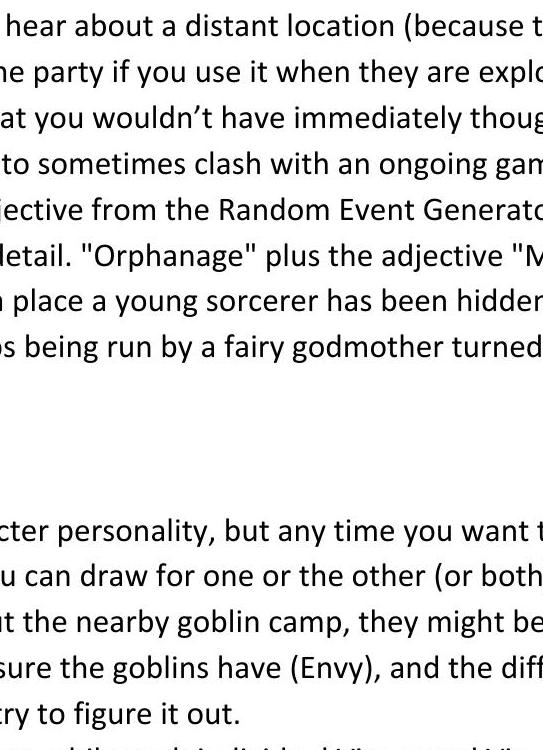 hear about a distant location (because t
he party if you use it when they are explo
at you wouldn't have immediately thoug
to sometimes clash with an ongoing gam
jective from the Random Event Generato
detail. "Orphanage" plus the adjective "M
place a young sorcerer has been hidden
s being run by a fairy godmother turned
cter personality, but any time you want t
u can draw for one or the other (or both
ut the nearby goblin camp, they might be
sure the goblins have (Envy), and the diff
try to figure it out.